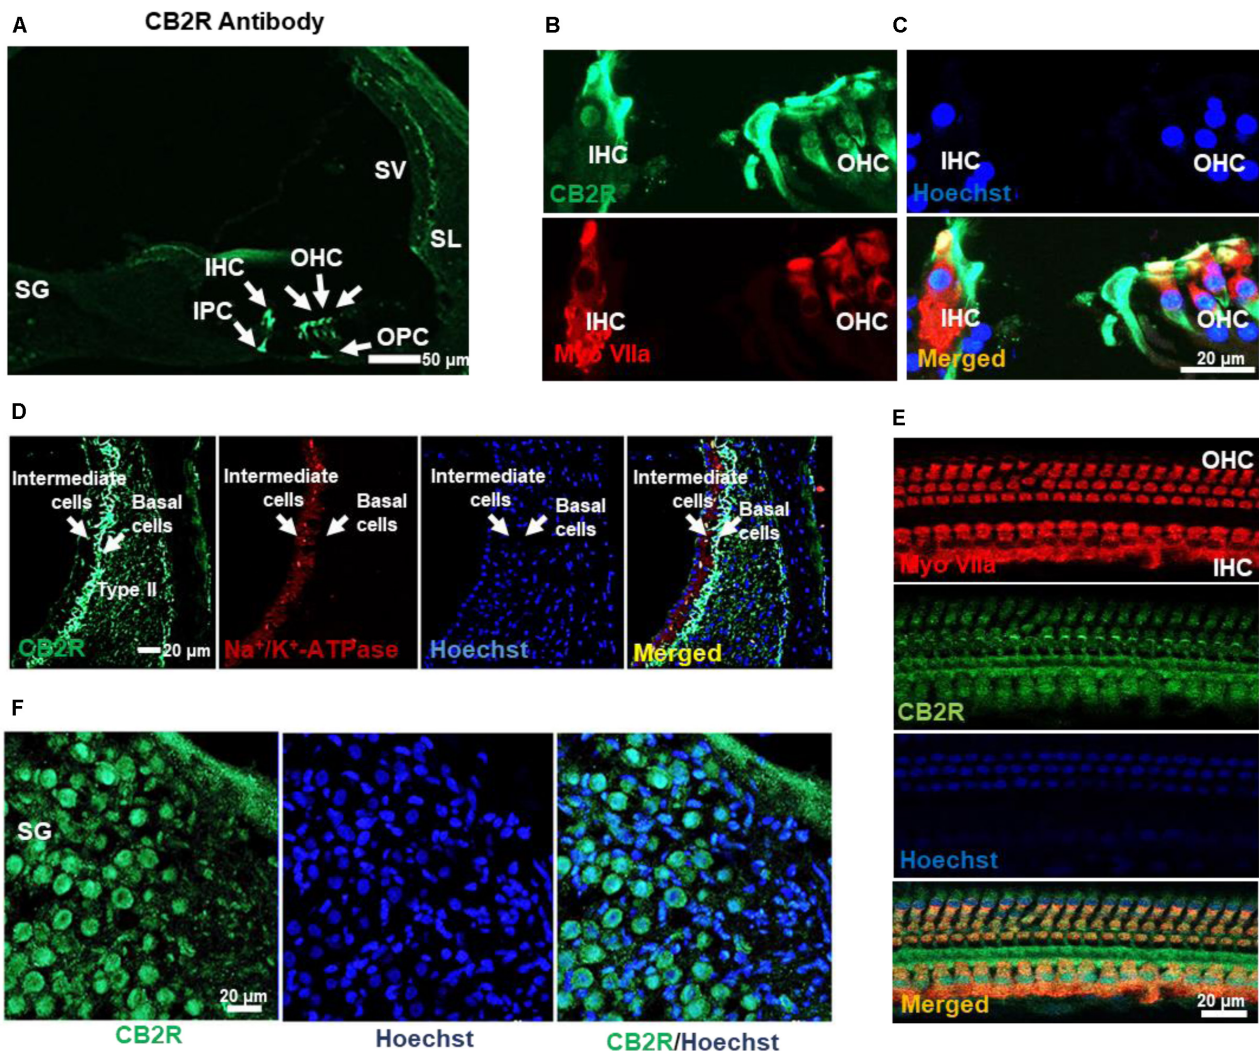 A
CB2R Antibody
SV
SL
SG
IHC
OHC
IPC
OPC
50 µm
B
IHC
OHC
CB2R
IHC
OHC
Myo VIIa
C
IHC
OHC
Hoechst
IHC
OHC
Merged
20 µm
D
Intermediate
cells
Basal
cells
Type II
CB2R
20 µm
Intermediate
cells
Basal
cells
Na⁺/K⁺-ATPase
Intermediate
cells
Basal
cells
Hoechst
Intermediate
cells
Basal
cells
Merged
E
OHC
Myo VIIa
IHC
CB2R
Hoechst
Merged
20 µm
F
SG
20 µm
CB2R
Hoechst
CB2R/Hoechst